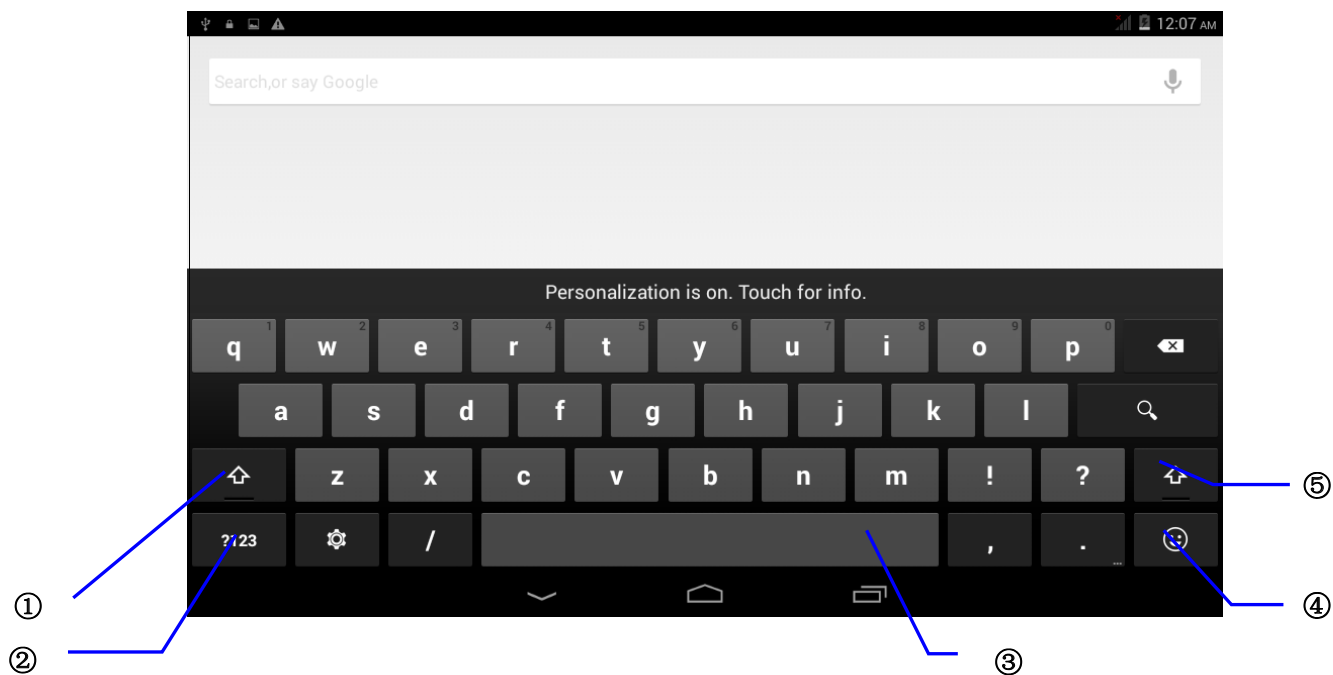 12:07 AM
Search,or say Google
Personalization is on. Touch for info.
1 2 3 4 5 6 7 8 9 0
q w e r t y u i o p
a s d f g h j k l
z x c v b n m ! ?
?123 / , . ...
⑤
① ④
② ③